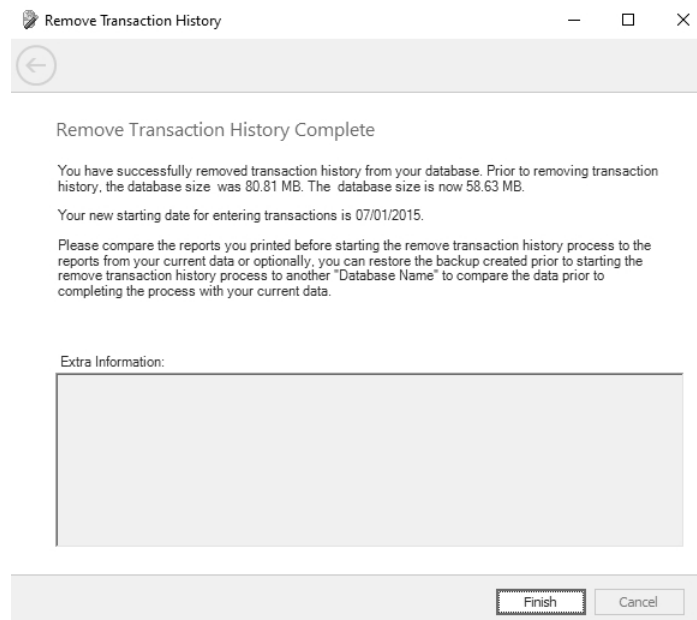 Remove Transaction History
Remove Transaction History Complete
You have successfully removed transaction history from your database. Prior to removing transaction
history, the database size  was 80.81 MB. The  database size is now 58.63 MB.
Your new starting date for entering transactions is 07/01/2015.
Please compare the reports you printed before starting the remove transaction history process to the
reports from your current data or optionally, you can restore the backup created prior to starting the
remove transaction history process to another "Database Name" to compare the data prior to
completing the process with your current data.
Extra Information:
Finish
Cancel